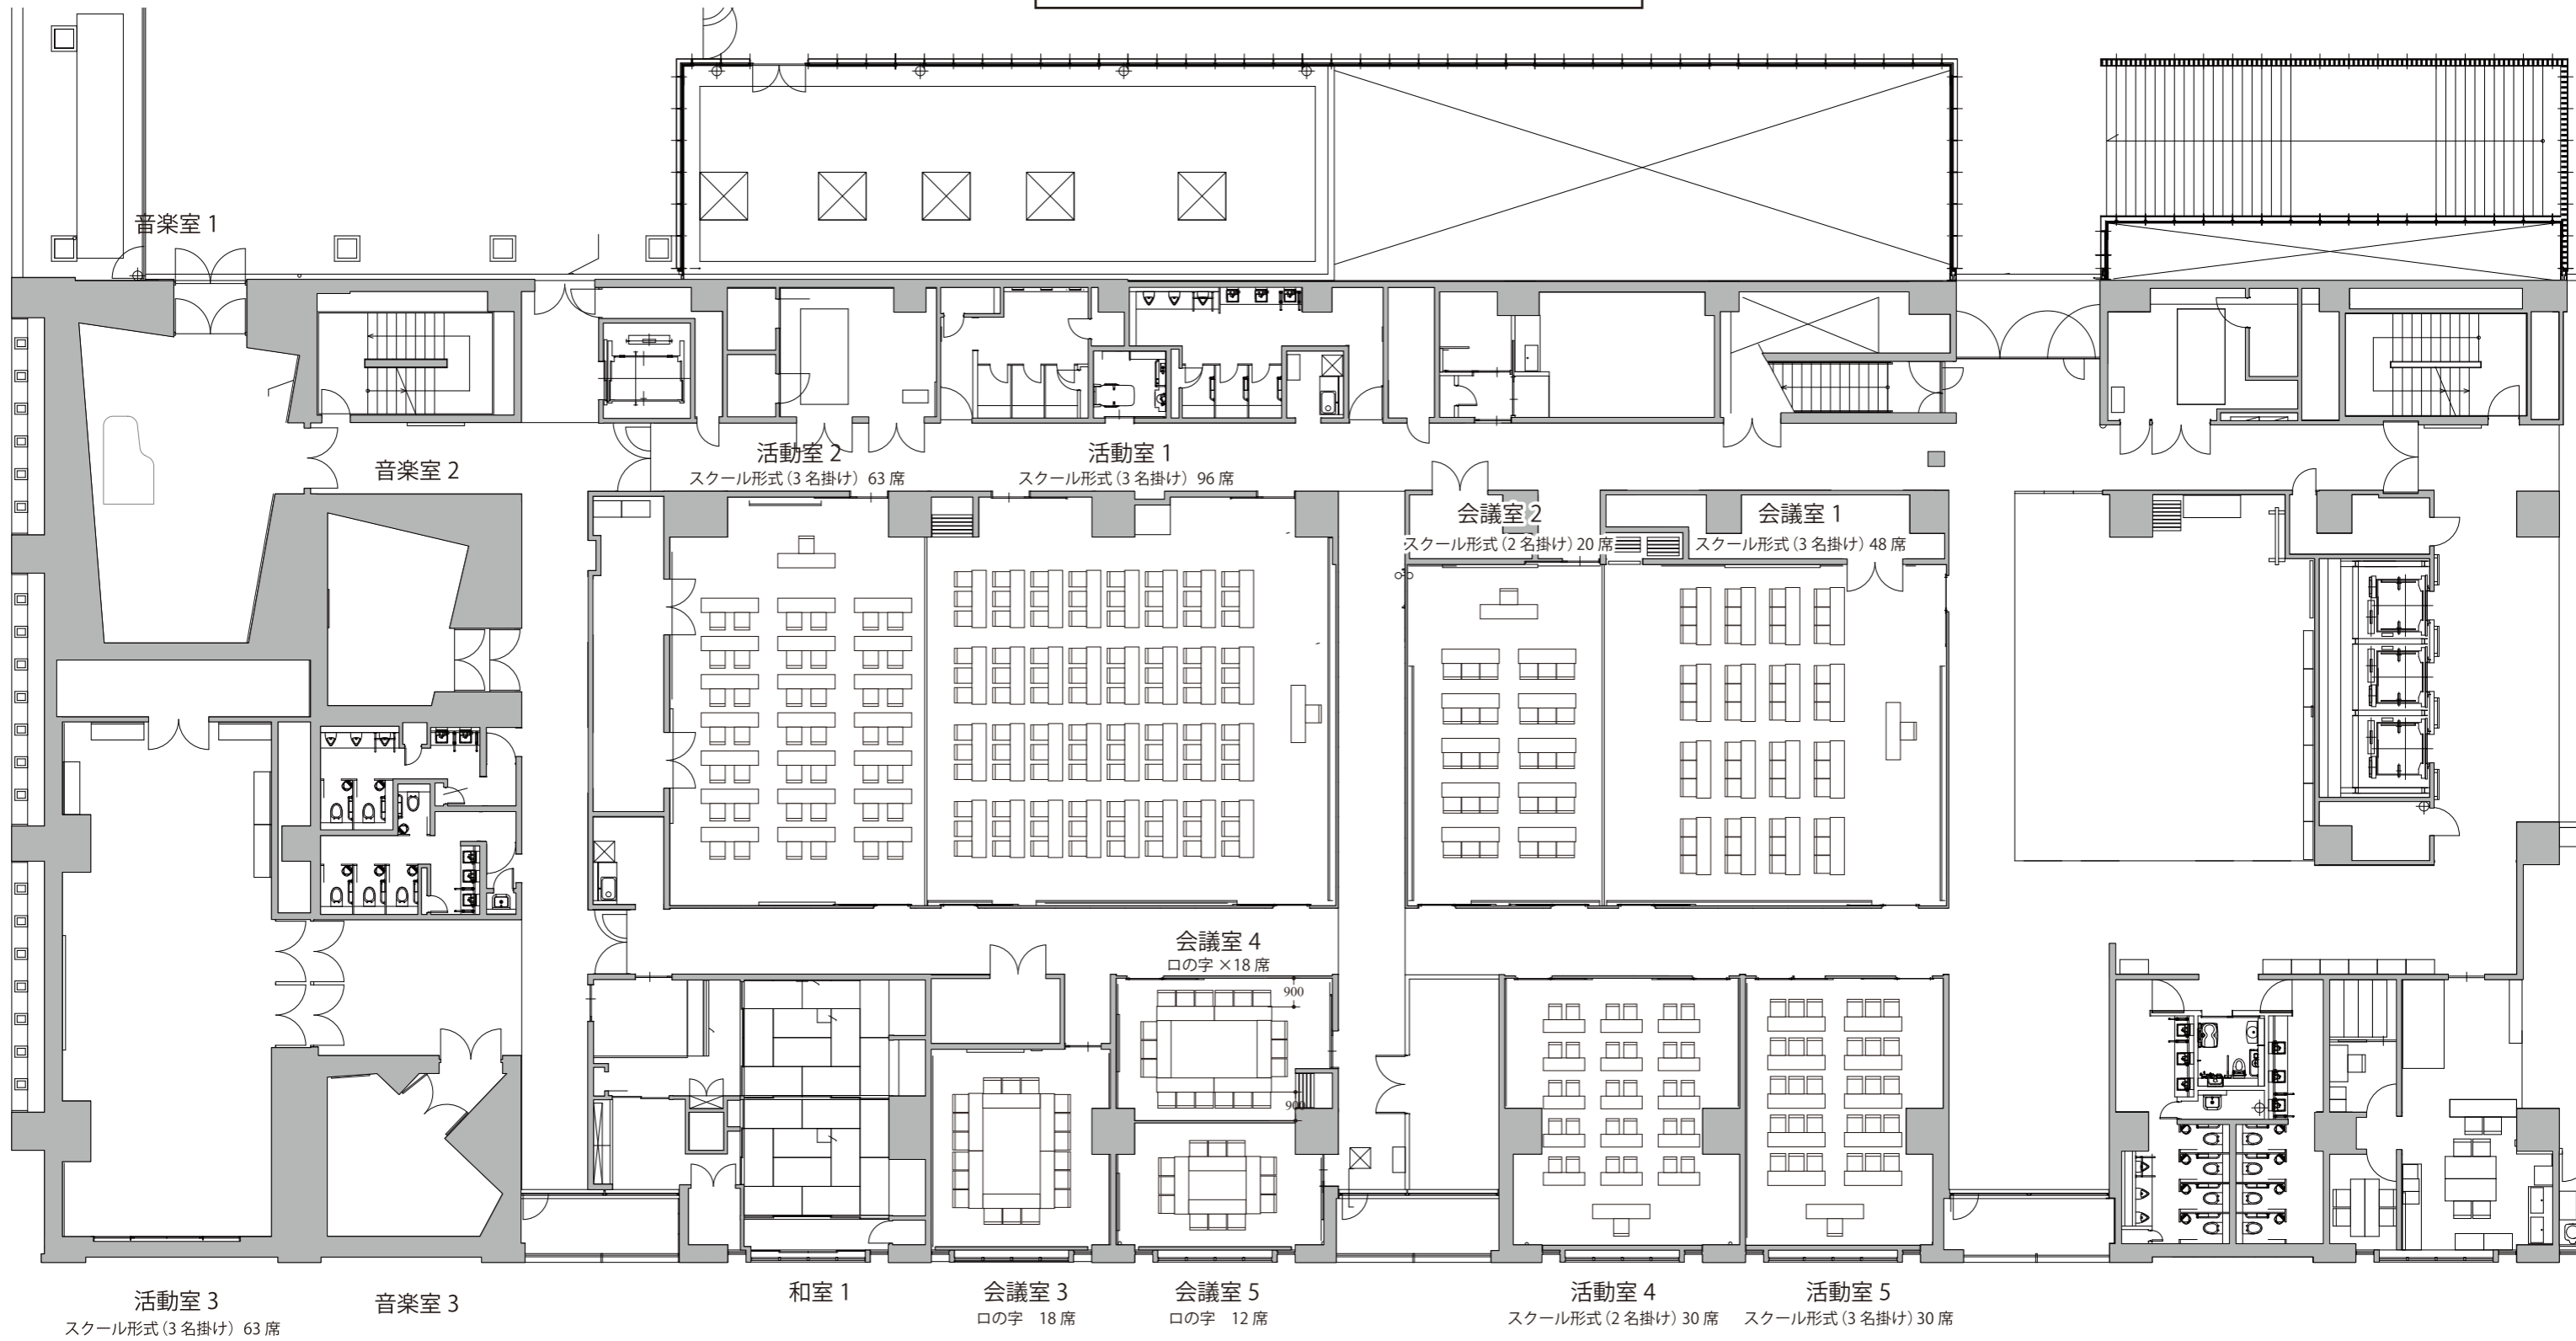 音楽室 1
音楽室 2
活動室 2
スクール形式（3 名掛け）63 席
活動室 1
スクール形式（3 名掛け）96 席
会議室 2
スクール形式（2 名掛け）20 席
会議室 1
スクール形式（3 名掛け）48 席
会議室 4
ロの字 ×18 席
900
900
活動室 3
スクール形式（3 名掛け）63 席
音楽室 3
和室 1
会議室 3
ロの字　18 席
会議室 5
ロの字　12 席
活動室 4
スクール形式（2 名掛け）30 席
活動室 5
スクール形式（3 名掛け）30 席